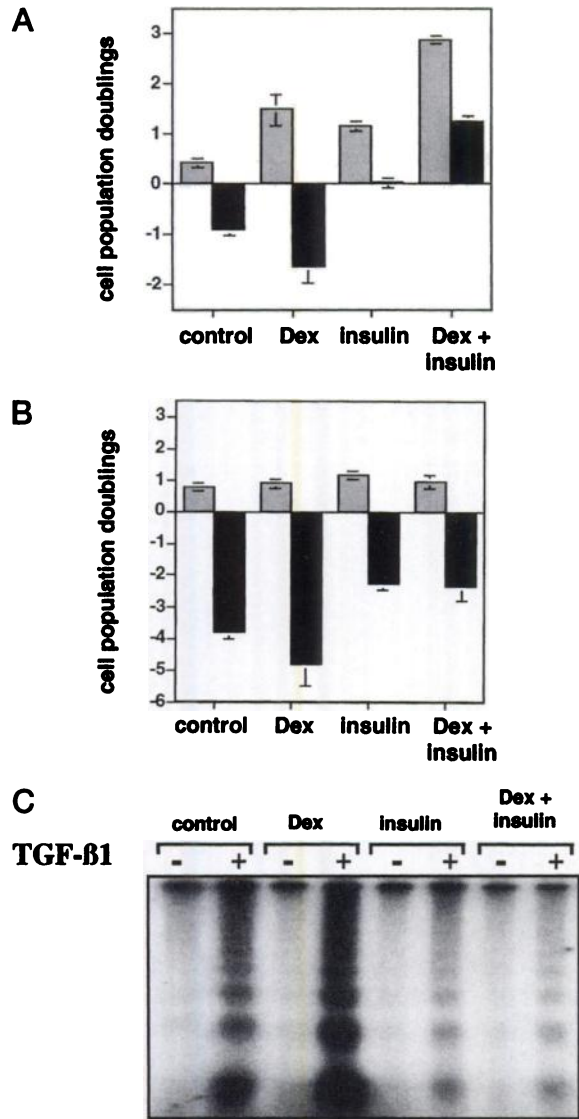 A
cell population doublings
3
2
1
0
-1
-2
control Dex insulin Dex +
insulin
B
cell population doublings
3
2
1
0
-1
-2
-3
-4
-5
-6
control Dex insulin Dex +
insulin
C
control Dex insulin Dex +
insulin
TGF-ß1 - + - + - + - +